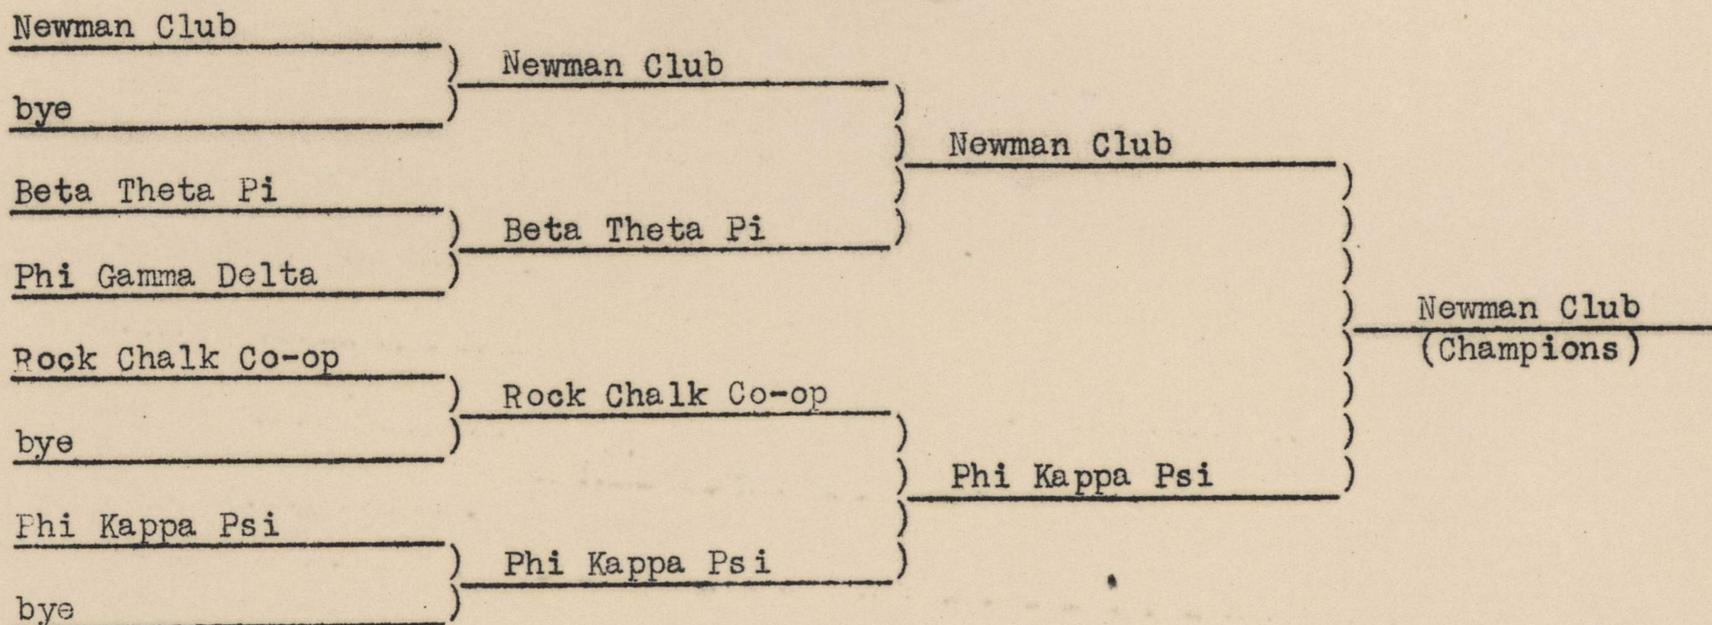 Newman Club
bye
Beta Theta Pi
Phi Gamma Delta
Rock Chalk Co-op
bye
Phi Kappa Psi
bye
Newman Club
Beta Theta Pi
Rock Chalk Co-op
Phi Kappa Psi
Newman Club
Phi Kappa Psi
Newman Club
(Champions)